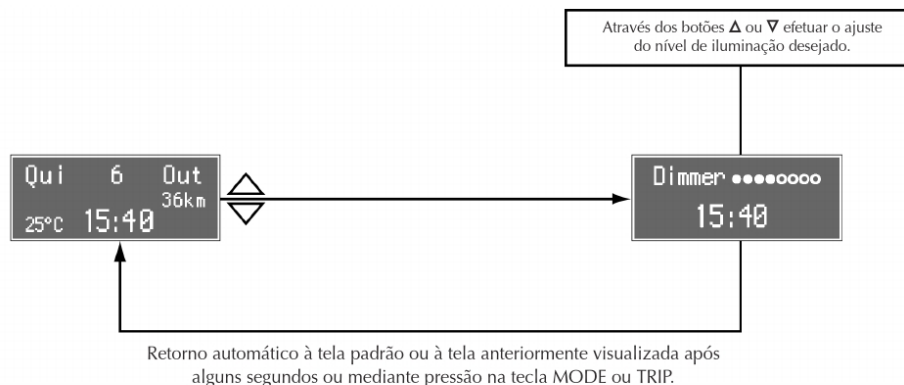 Através dos botões Δ ou ∇ efetuar o ajuste
do nível de iluminação desejado.
Qui 6 Out
36km
25°C 15:40
Dimmer
15:40
Retorno automático à tela padrão ou à tela anteriormente visualizada após
alguns segundos ou mediante pressão na tecla MODE ou TRIP.